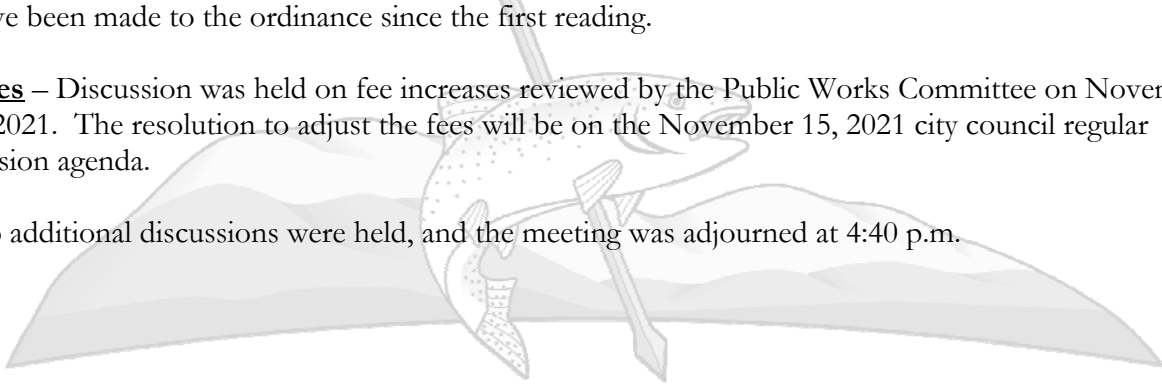 ve been made to the ordinance since the first reading.
es – Discussion was held on fee increases reviewed by the Public Works Committee on Novem
2021. The resolution to adjust the fees will be on the November 15, 2021 city council regular
sion agenda.
additional discussions were held, and the meeting was adjourned at 4:40 p.m.